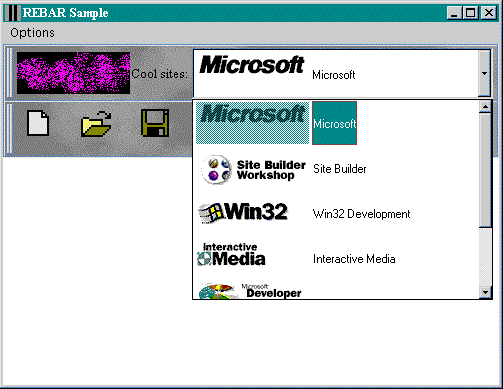 REBAR Sample
Options
Cool sites:
Microsoft
Microsoft
Microsoft
Microsoft
Site Builder
Workshop
Site Builder
Win32
Win32 Development
Interactive
Media
Interactive Media
Microsoft
Developer